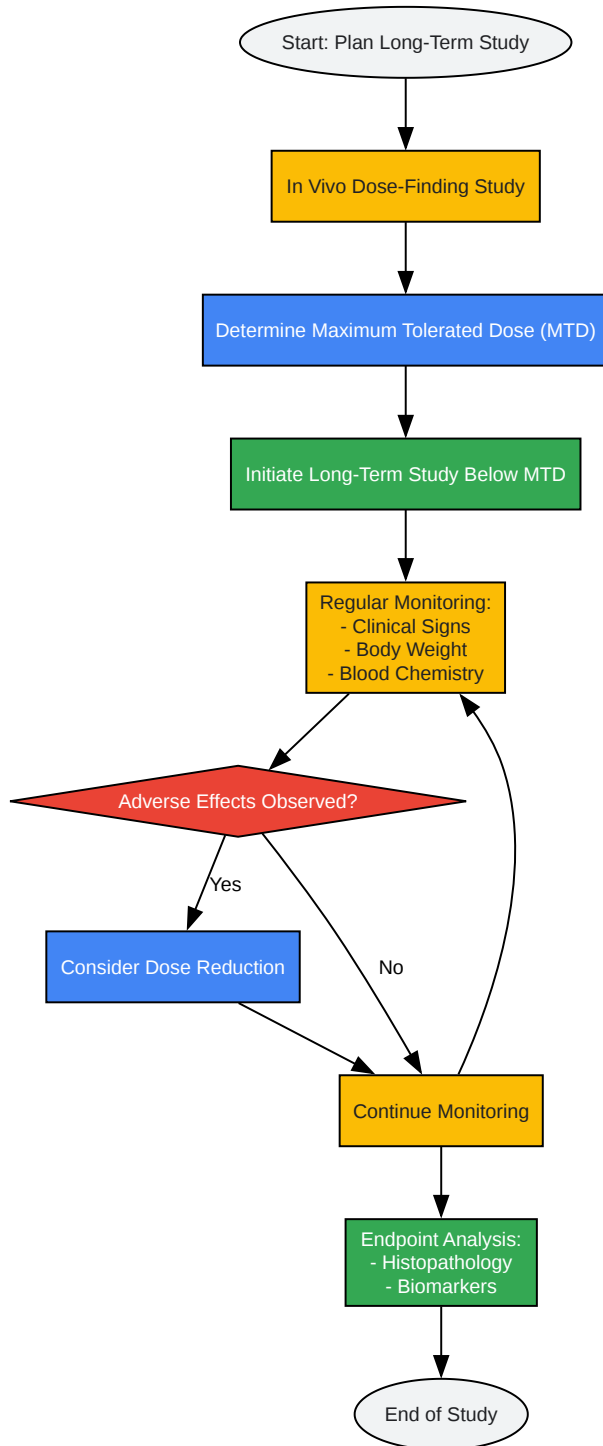 Start: Plan Long-Term Study
In Vivo Dose-Finding Study
Determine Maximum Tolerated Dose (MTD)
Initiate Long-Term Study Below MTD
Regular Monitoring:
- Clinical Signs
- Body Weight
- Blood Chemistry
Adverse Effects Observed?
Yes
Consider Dose Reduction
No
Continue Monitoring
Endpoint Analysis:
- Histopathology
- Biomarkers
End of Study